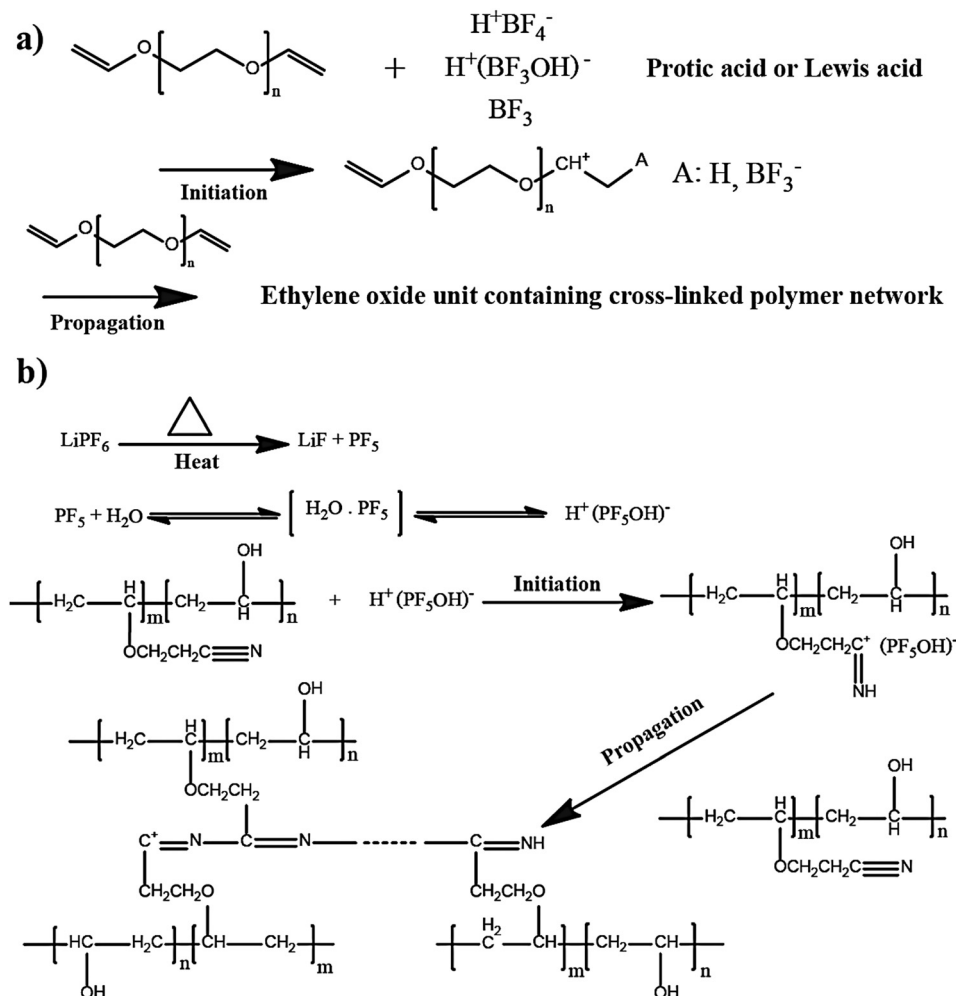 a)
O [ ]n O + H⁺BF₄⁻
H⁺(BF₃OH)⁻ Protic acid or Lewis acid
BF₃
Initiation
O [ O ]n CH⁺ A A: H, BF₃⁻
O [ O ]n
Propagation
Ethylene oxide unit containing cross-linked polymer network
b)
LiPF₆ Heat LiF + PF₅
PF₅ + H₂O [ H₂O . PF₅ ] H⁺ (PF₅OH)⁻
OH
[ H₂C C H ]m [ CH₂ C H ]n + H⁺ (PF₅OH)⁻ Initiation
OCH₂CH₂C N
OH
[ H₂C C H ]m [ CH₂ C H ]n
OCH₂CH₂C⁺ (PF₅OH)⁻
NH
Propagation
OH
[ H₂C C H ]m [ CH₂ C H ]n
OCH₂CH₂
C⁺ N C N C NH
CH₂CH₂O CH₂CH₂O
[ HC H₂C ]n [ CH CH₂ ]m
OH
[ C H₂ CH ]m [ CH₂ CH ]n
OH
OH
[ H₂C C H ]m [ CH₂ C H ]n
OCH₂CH₂C N